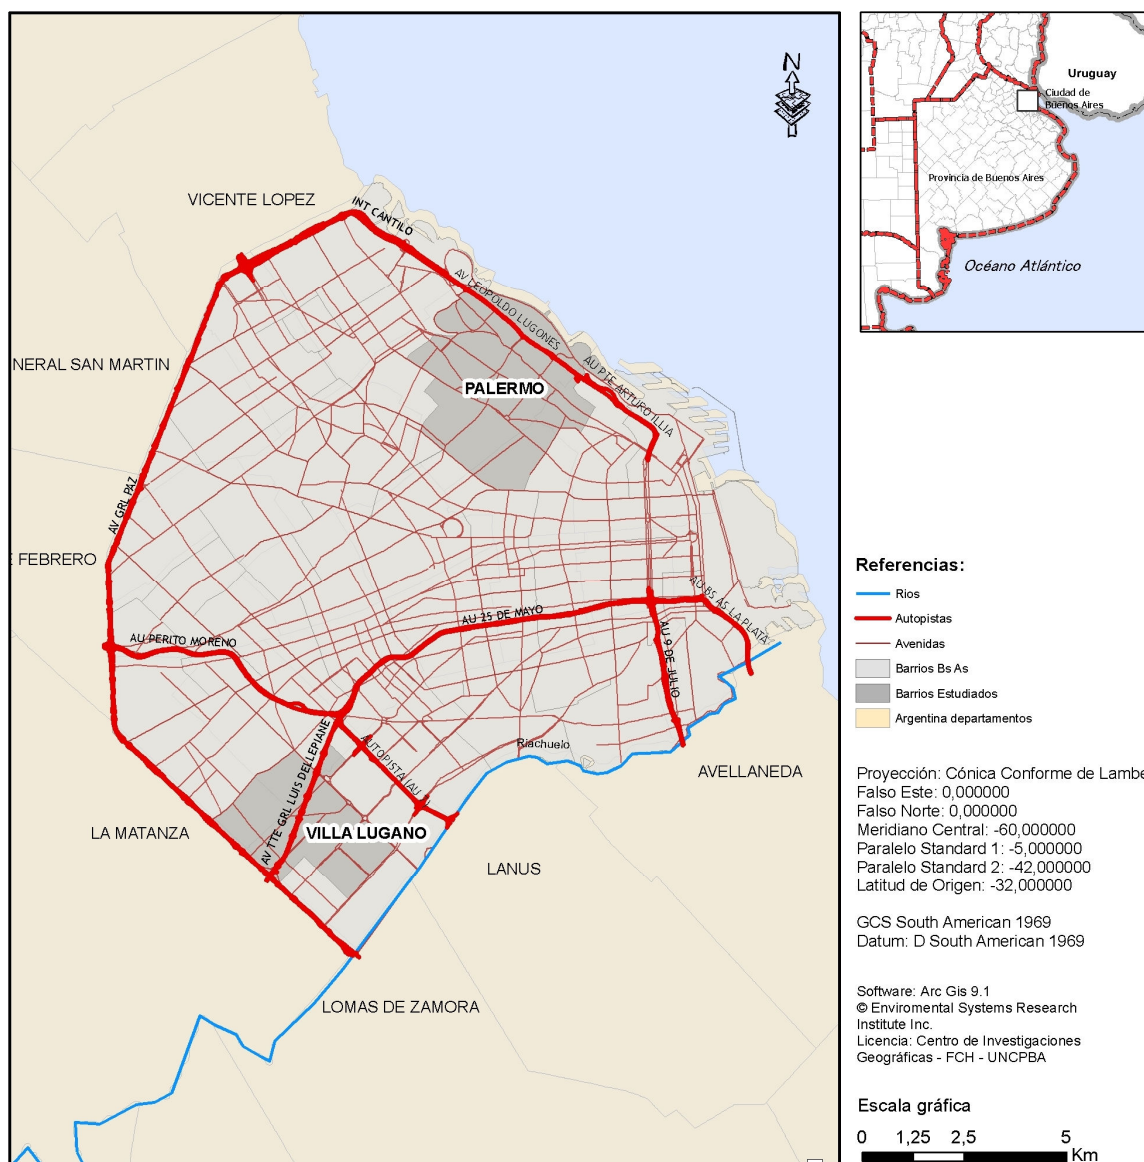 N
VICENTE LOPEZ
INT CANTILO
AV LEOPOLDO LUGONES
NERAL SAN MARTIN
AU PTE ARTURO ILLIA
PALERMO
AV GRL PAZ
E FEBRERO
AU BS AS LA PLATA
AU 25 DE MAYO
AU PERITO MORENO
AU 9 DE JULIO
AV TTE GRL LUIS DELLEPIANE
AUTOPISTA (AU
Riachuelo
AVELLANEDA
LA MATANZA
VILLA LUGANO
LANUS
LOMAS DE ZAMORA
Uruguay
Ciudad de
Buenos Aires
Provincia de Buenos Aires
Océano Atlántico
Referencias:
Rios
Autopistas
Avenidas
Barrios Bs As
Barrios Estudiados
Argentina departamentos
Proyección: Cónica Conforme de Lambe
Falso Este: 0,000000
Falso Norte: 0,000000
Meridiano Central: -60,000000
Paralelo Standard 1: -5,000000
Paralelo Standard 2: -42,000000
Latitud de Origen: -32,000000
GCS South American 1969
Datum: D South American 1969
Software: Arc Gis 9.1
© Enviromental Systems Research
Institute Inc.
Licencia: Centro de Investigaciones
Geográficas - FCH - UNCPBA
Escala gráfica
0 1,25 2,5 5
Km